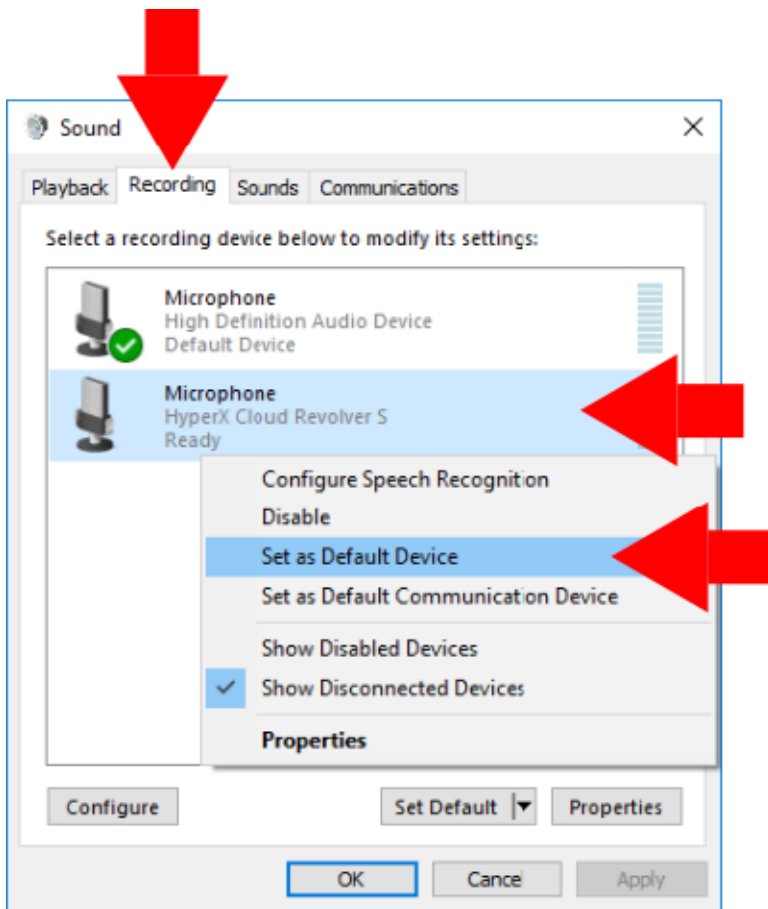 Sound
Playback Recording Sounds Communications
Select a recording device below to modify its settings:
Microphone
High Definition Audio Device
Default Device
Microphone
HyperX Cloud Revolver S
Ready
Configure Speech Recognition
Disable
Set as Default Device
Set as Default Communication Device
Show Disabled Devices
Show Disconnected Devices
Properties
Configure Set Default Properties
OK Cancel Apply